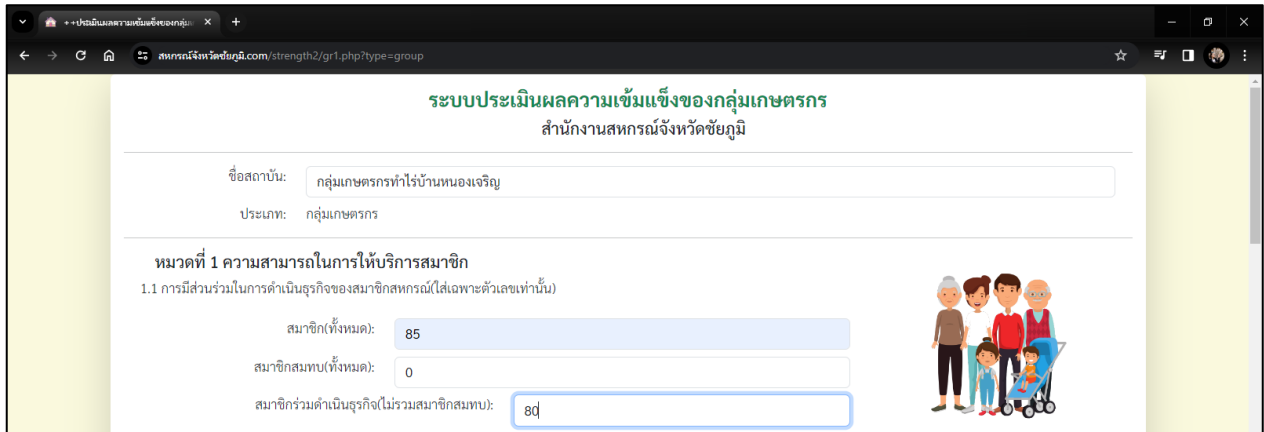 ++ประเมินผลความเข้มแข็งของกลุ่ม
สหกรณ์จังหวัดชัยภูมิ.com/strength2/gr1.php?type=group
ระบบประเมินผลความเข้มแข็งของกลุ่มเกษตรกร
สำนักงานสหกรณ์จังหวัดชัยภูมิ
ชื่อสถาบัน: กลุ่มเกษตรกรทำไร่บ้านหนองเจริญ
ประเภท: กลุ่มเกษตรกร
หมวดที่ 1 ความสามารถในการให้บริการสมาชิก
1.1 การมีส่วนร่วมในการดำเนินธุรกิจของสมาชิกสหกรณ์(ใส่เฉพาะตัวเลขเท่านั้น)
สมาชิก(ทั้งหมด): 85
สมาชิกสมทบ(ทั้งหมด): 0
สมาชิกร่วมดำเนินธุรกิจ(ไม่รวมสมาชิกสมทบ): 80